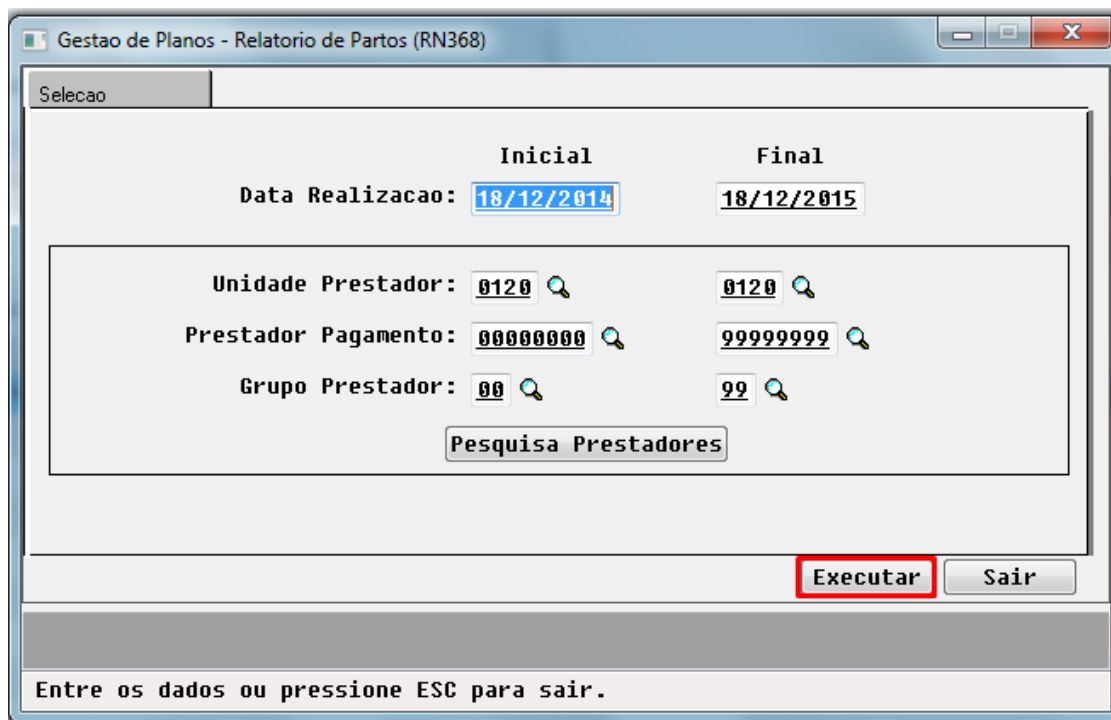 Gestao de Planos - Relatorio de Partos (RN368)
Selecao
Inicial Final
Data Realizacao: 18/12/2014 18/12/2015
Unidade Prestador: 0120 0120
Prestador Pagamento: 00000000 99999999
Grupo Prestador: 00 99
Pesquisa Prestadores
Executar Sair
Entre os dados ou pressione ESC para sair.